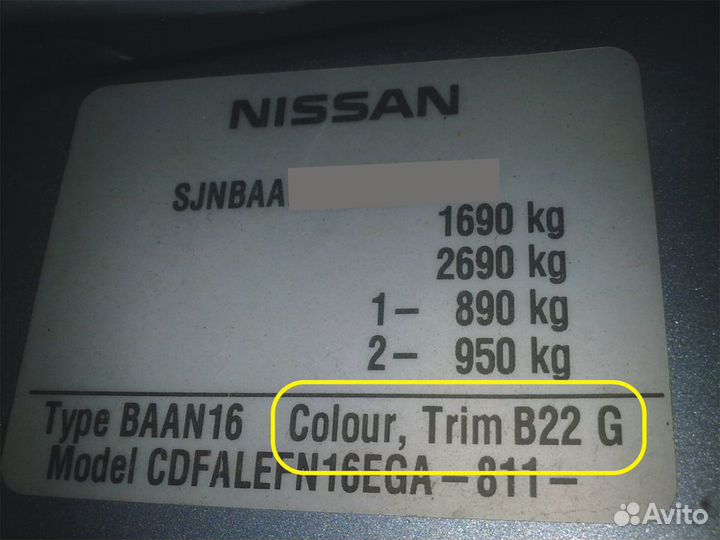 NISSAN
SJNBAA
1690 kg
2690 kg
1- 890 kg
2- 950 kg
Type BAAN16 Colour, Trim B22 G
Model CDFALEFN16EGA-811-
Avito